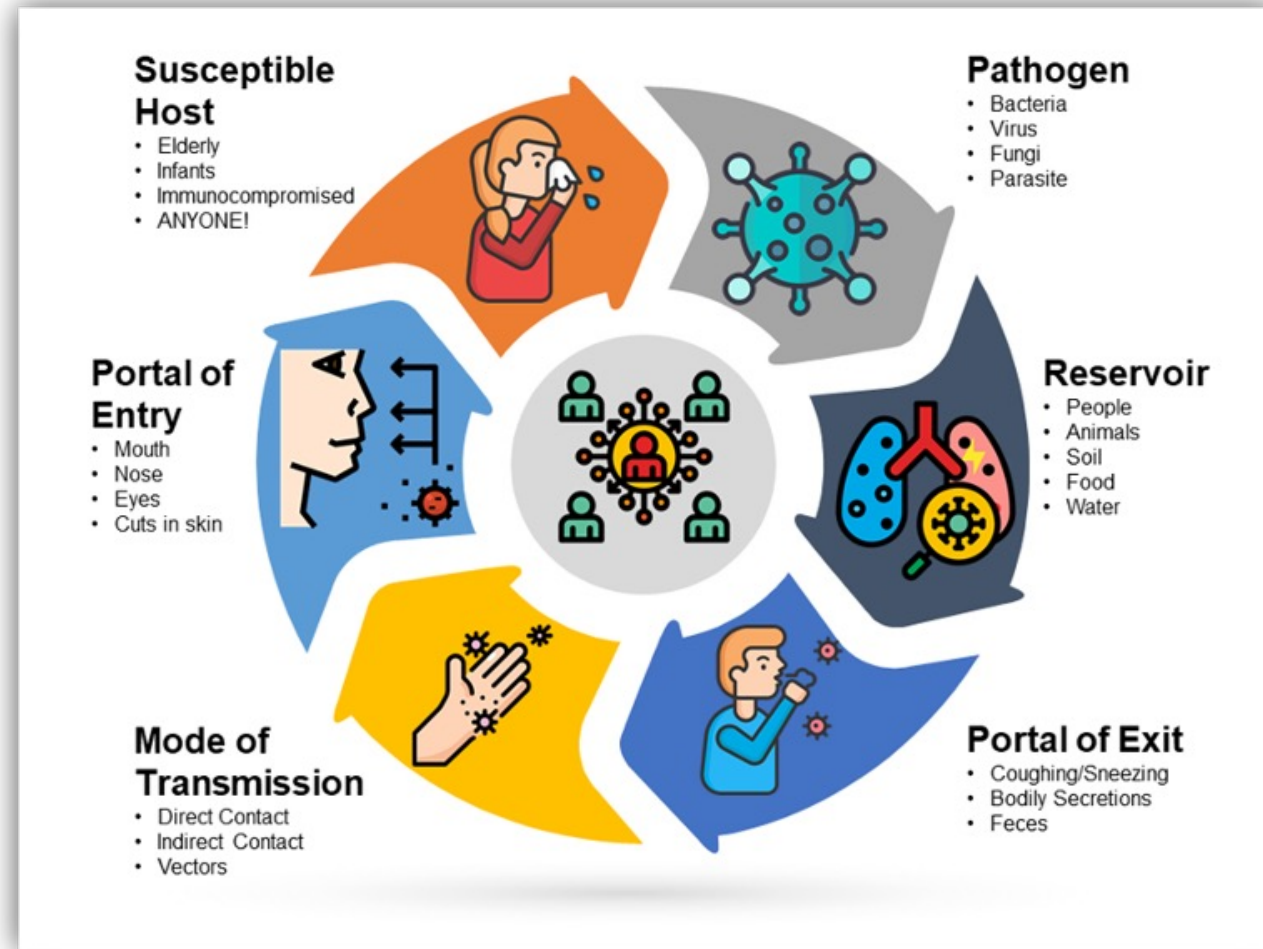 Susceptible
Host
• Elderly
• Infants
• Immunocompromised
• ANYONE!
Pathogen
• Bacteria
• Virus
• Fungi
• Parasite
Portal of
Entry
• Mouth
• Nose
• Eyes
• Cuts in skin
Reservoir
• People
• Animals
• Soil
• Food
• Water
Mode of
Transmission
• Direct Contact
• Indirect Contact
• Vectors
Portal of Exit
• Coughing/Sneezing
• Bodily Secretions
• Feces